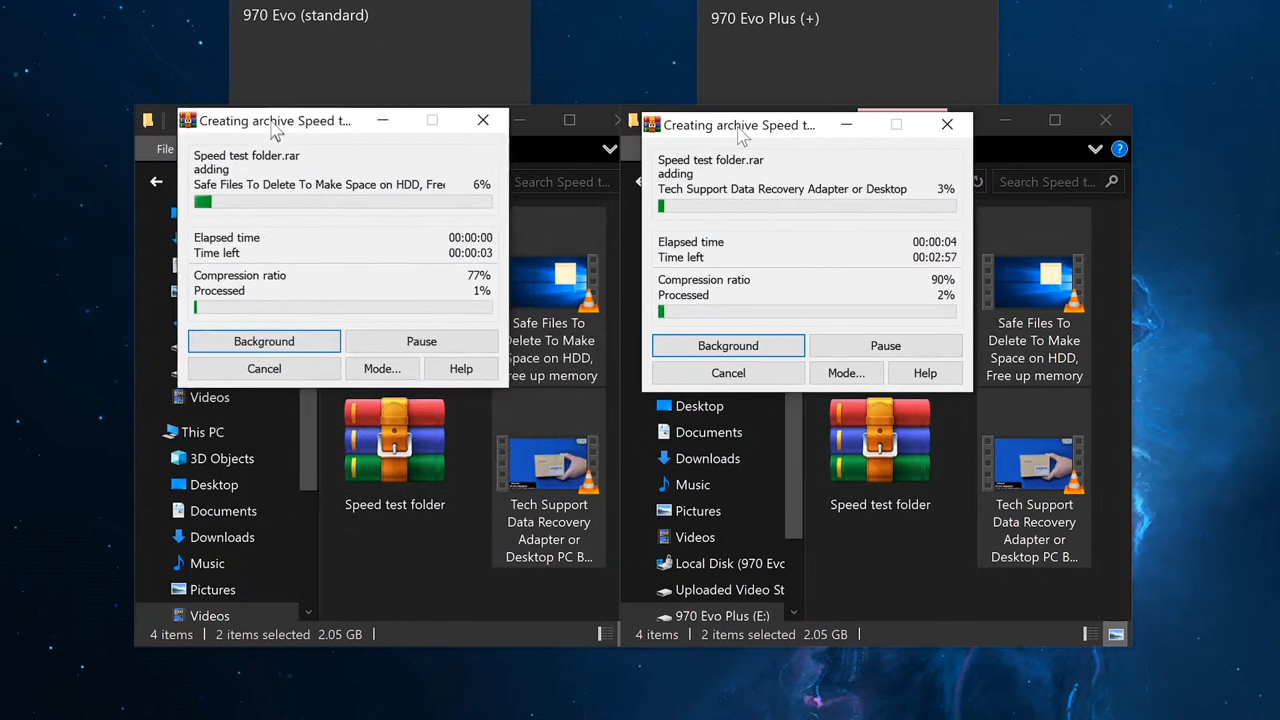 970 Evo (standard)
970 Evo Plus (+)
Creating archive Speed t...
Speed test folder.rar
adding
Safe Files To Delete To Make Space on HDD, Free 6%
Elapsed time 00:00:00
Time left 00:00:03
Compression ratio 77%
Processed 1%
Background Pause
Cancel Mode... Help
Creating archive Speed t...
Speed test folder.rar
adding
Tech Support Data Recovery Adapter or Desktop 3%
Elapsed time 00:00:04
Time left 00:02:57
Compression ratio 90%
Processed 2%
Background Pause
Cancel Mode... Help
File
Search Speed t...
Videos
This PC
3D Objects
Desktop
Documents
Downloads
Music
Pictures
Videos
Speed test folder
Safe Files To
Delete To Make
Space on HDD,
Free up memory
Tech Support
Data Recovery
Adapter or
Desktop PC B...
4 items 2 items selected 2.05 GB
?
Search Speed t...
Desktop
Documents
Downloads
Music
Pictures
Videos
Local Disk (970 Evo
Uploaded Video St
970 Evo Plus (E:)
Speed test folder
Safe Files To
Delete To Make
Space on HDD,
Free up memory
Tech Support
Data Recovery
Adapter or
Desktop PC B...
4 items 2 items selected 2.05 GB